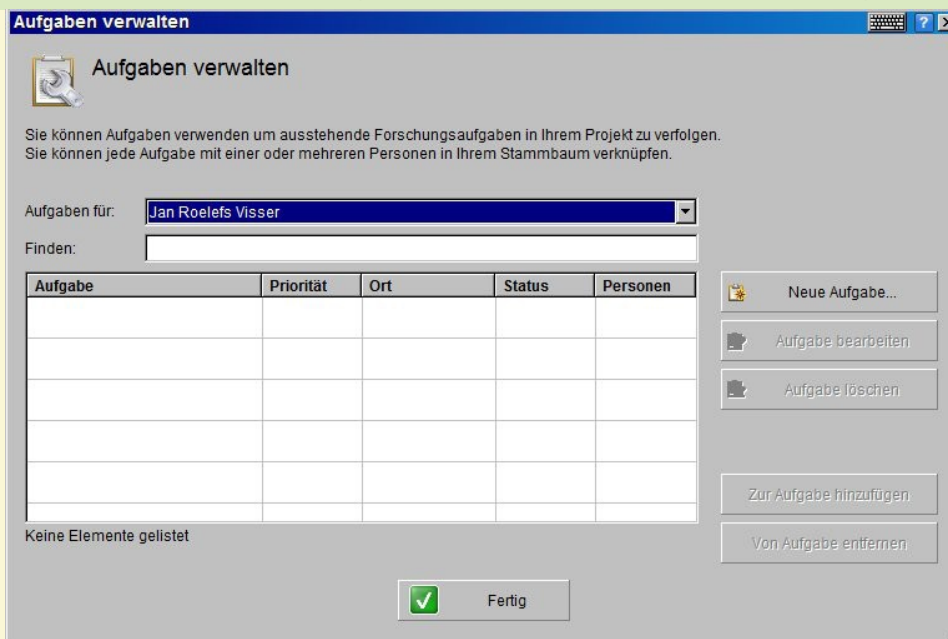 Aufgaben verwalten
?
Aufgaben verwalten
Sie können Aufgaben verwenden um ausstehende Forschungsaufgaben in Ihrem Projekt zu verfolgen.
Sie können jede Aufgabe mit einer oder mehreren Personen in Ihrem Stammbaum verknüpfen.
Aufgaben für: Jan Roelefs Visser
Finden:
Aufgabe Priorität Ort Status Personen
Neue Aufgabe...
Aufgabe bearbeiten
Aufgabe löschen
Zur Aufgabe hinzufügen
Von Aufgabe entfernen
Keine Elemente gelistet
Fertig